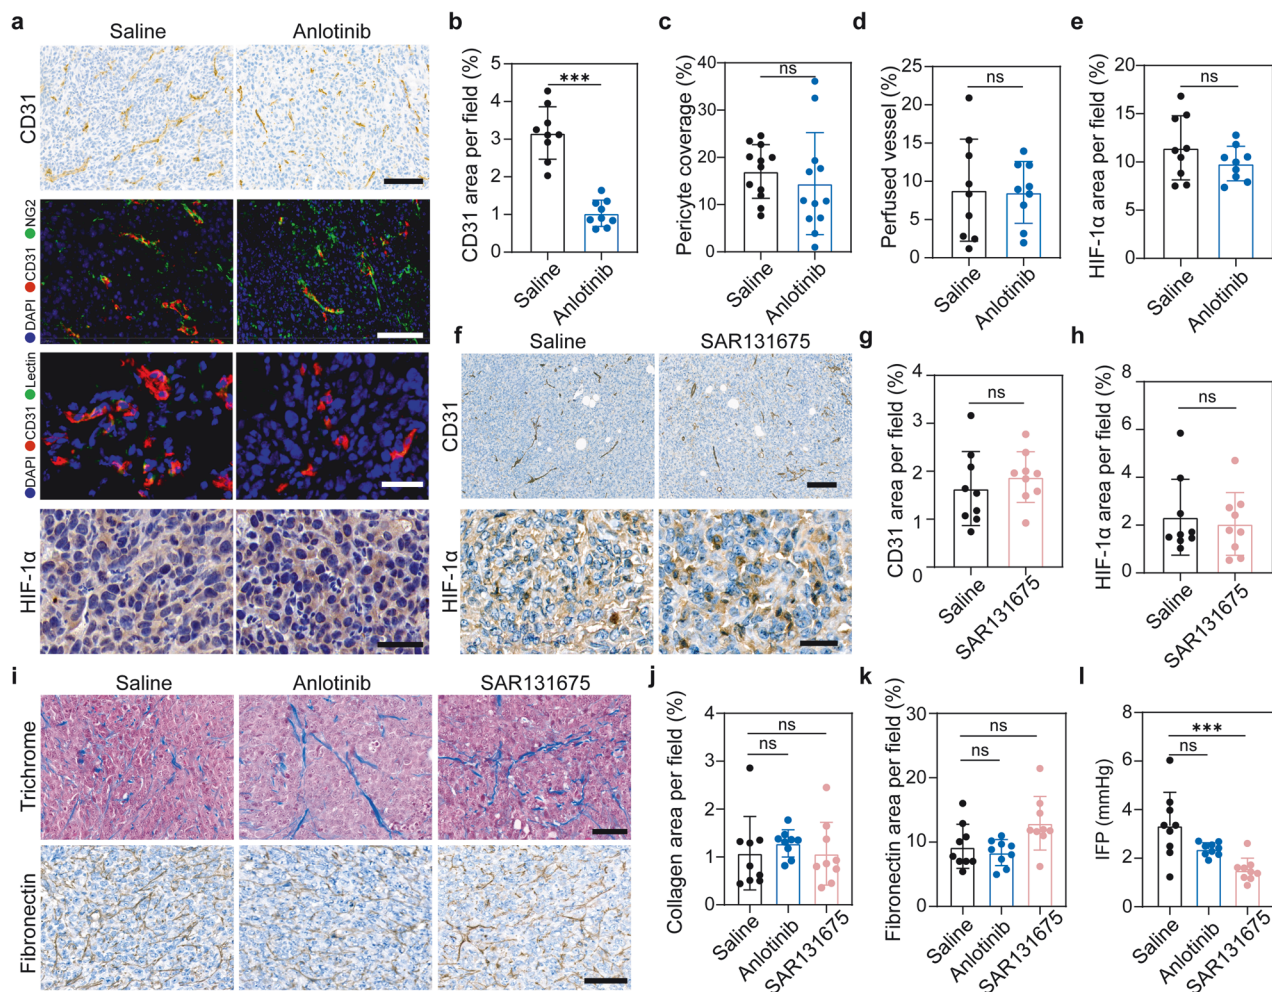 a
Saline
Anlotinib
CD31
DAPI CD31 NG2
DAPI CD31 Lectin
HIF-1α
b
CD31 area per field (%)
5
4
3
2
1
0
***
Saline
Anlotinib
c
Pericyte coverage (%)
40
30
20
10
0
ns
Saline
Anlotinib
d
Perfused vessel (%)
25
20
15
10
5
0
ns
Saline
Anlotinib
e
HIF-1α area per field (%)
20
15
10
5
0
ns
Saline
Anlotinib
f
Saline
SAR131675
CD31
HIF-1α
g
CD31 area per field (%)
4
3
2
1
0
ns
Saline
SAR131675
h
HIF-1α area per field (%)
8
6
4
2
0
ns
Saline
SAR131675
i
Saline
Anlotinib
SAR131675
Trichrome
Fibronectin
j
Collagen area per field (%)
4
3
2
1
0
ns
ns
Saline
Anlotinib
SAR131675
k
Fibronectin area per field (%)
30
20
10
0
ns
ns
Saline
Anlotinib
SAR131675
l
IFP (mmHg)
8
6
4
2
0
***
ns
Saline
Anlotinib
SAR131675